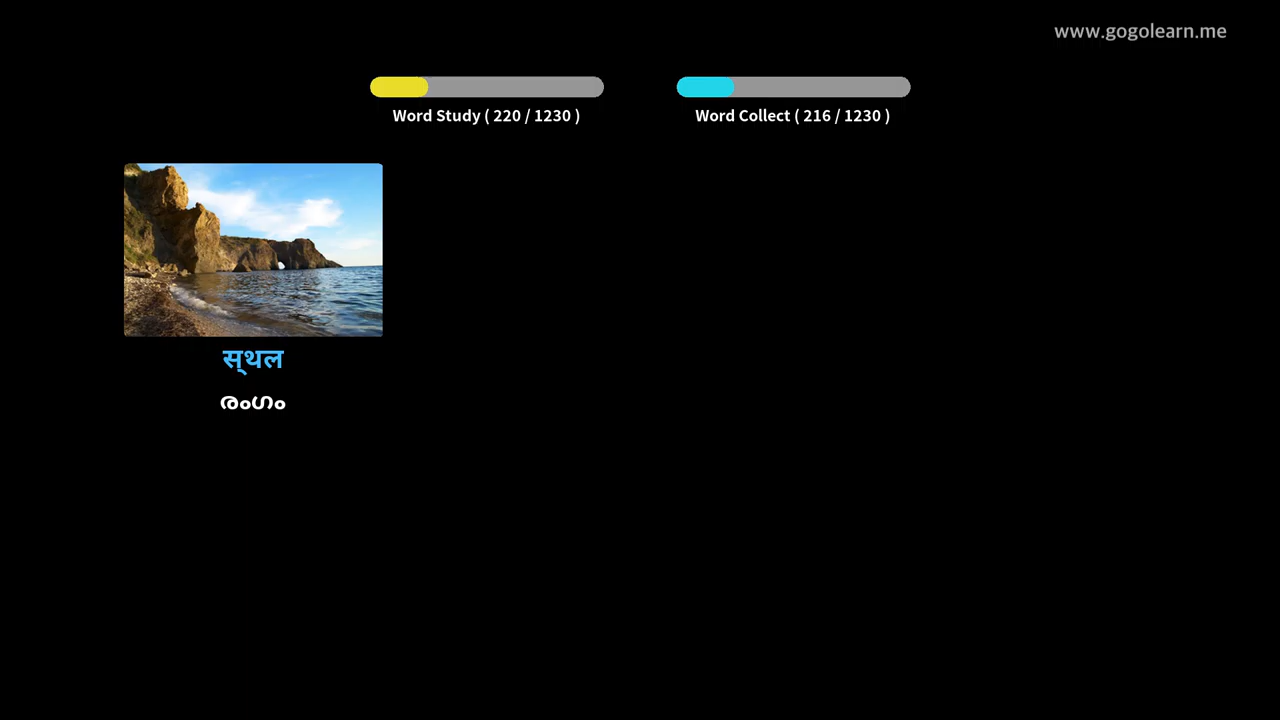 www.gogolearn.me
Word Study ( 220 / 1230 )
Word Collect ( 216 / 1230 )
स्थल
രംഗം